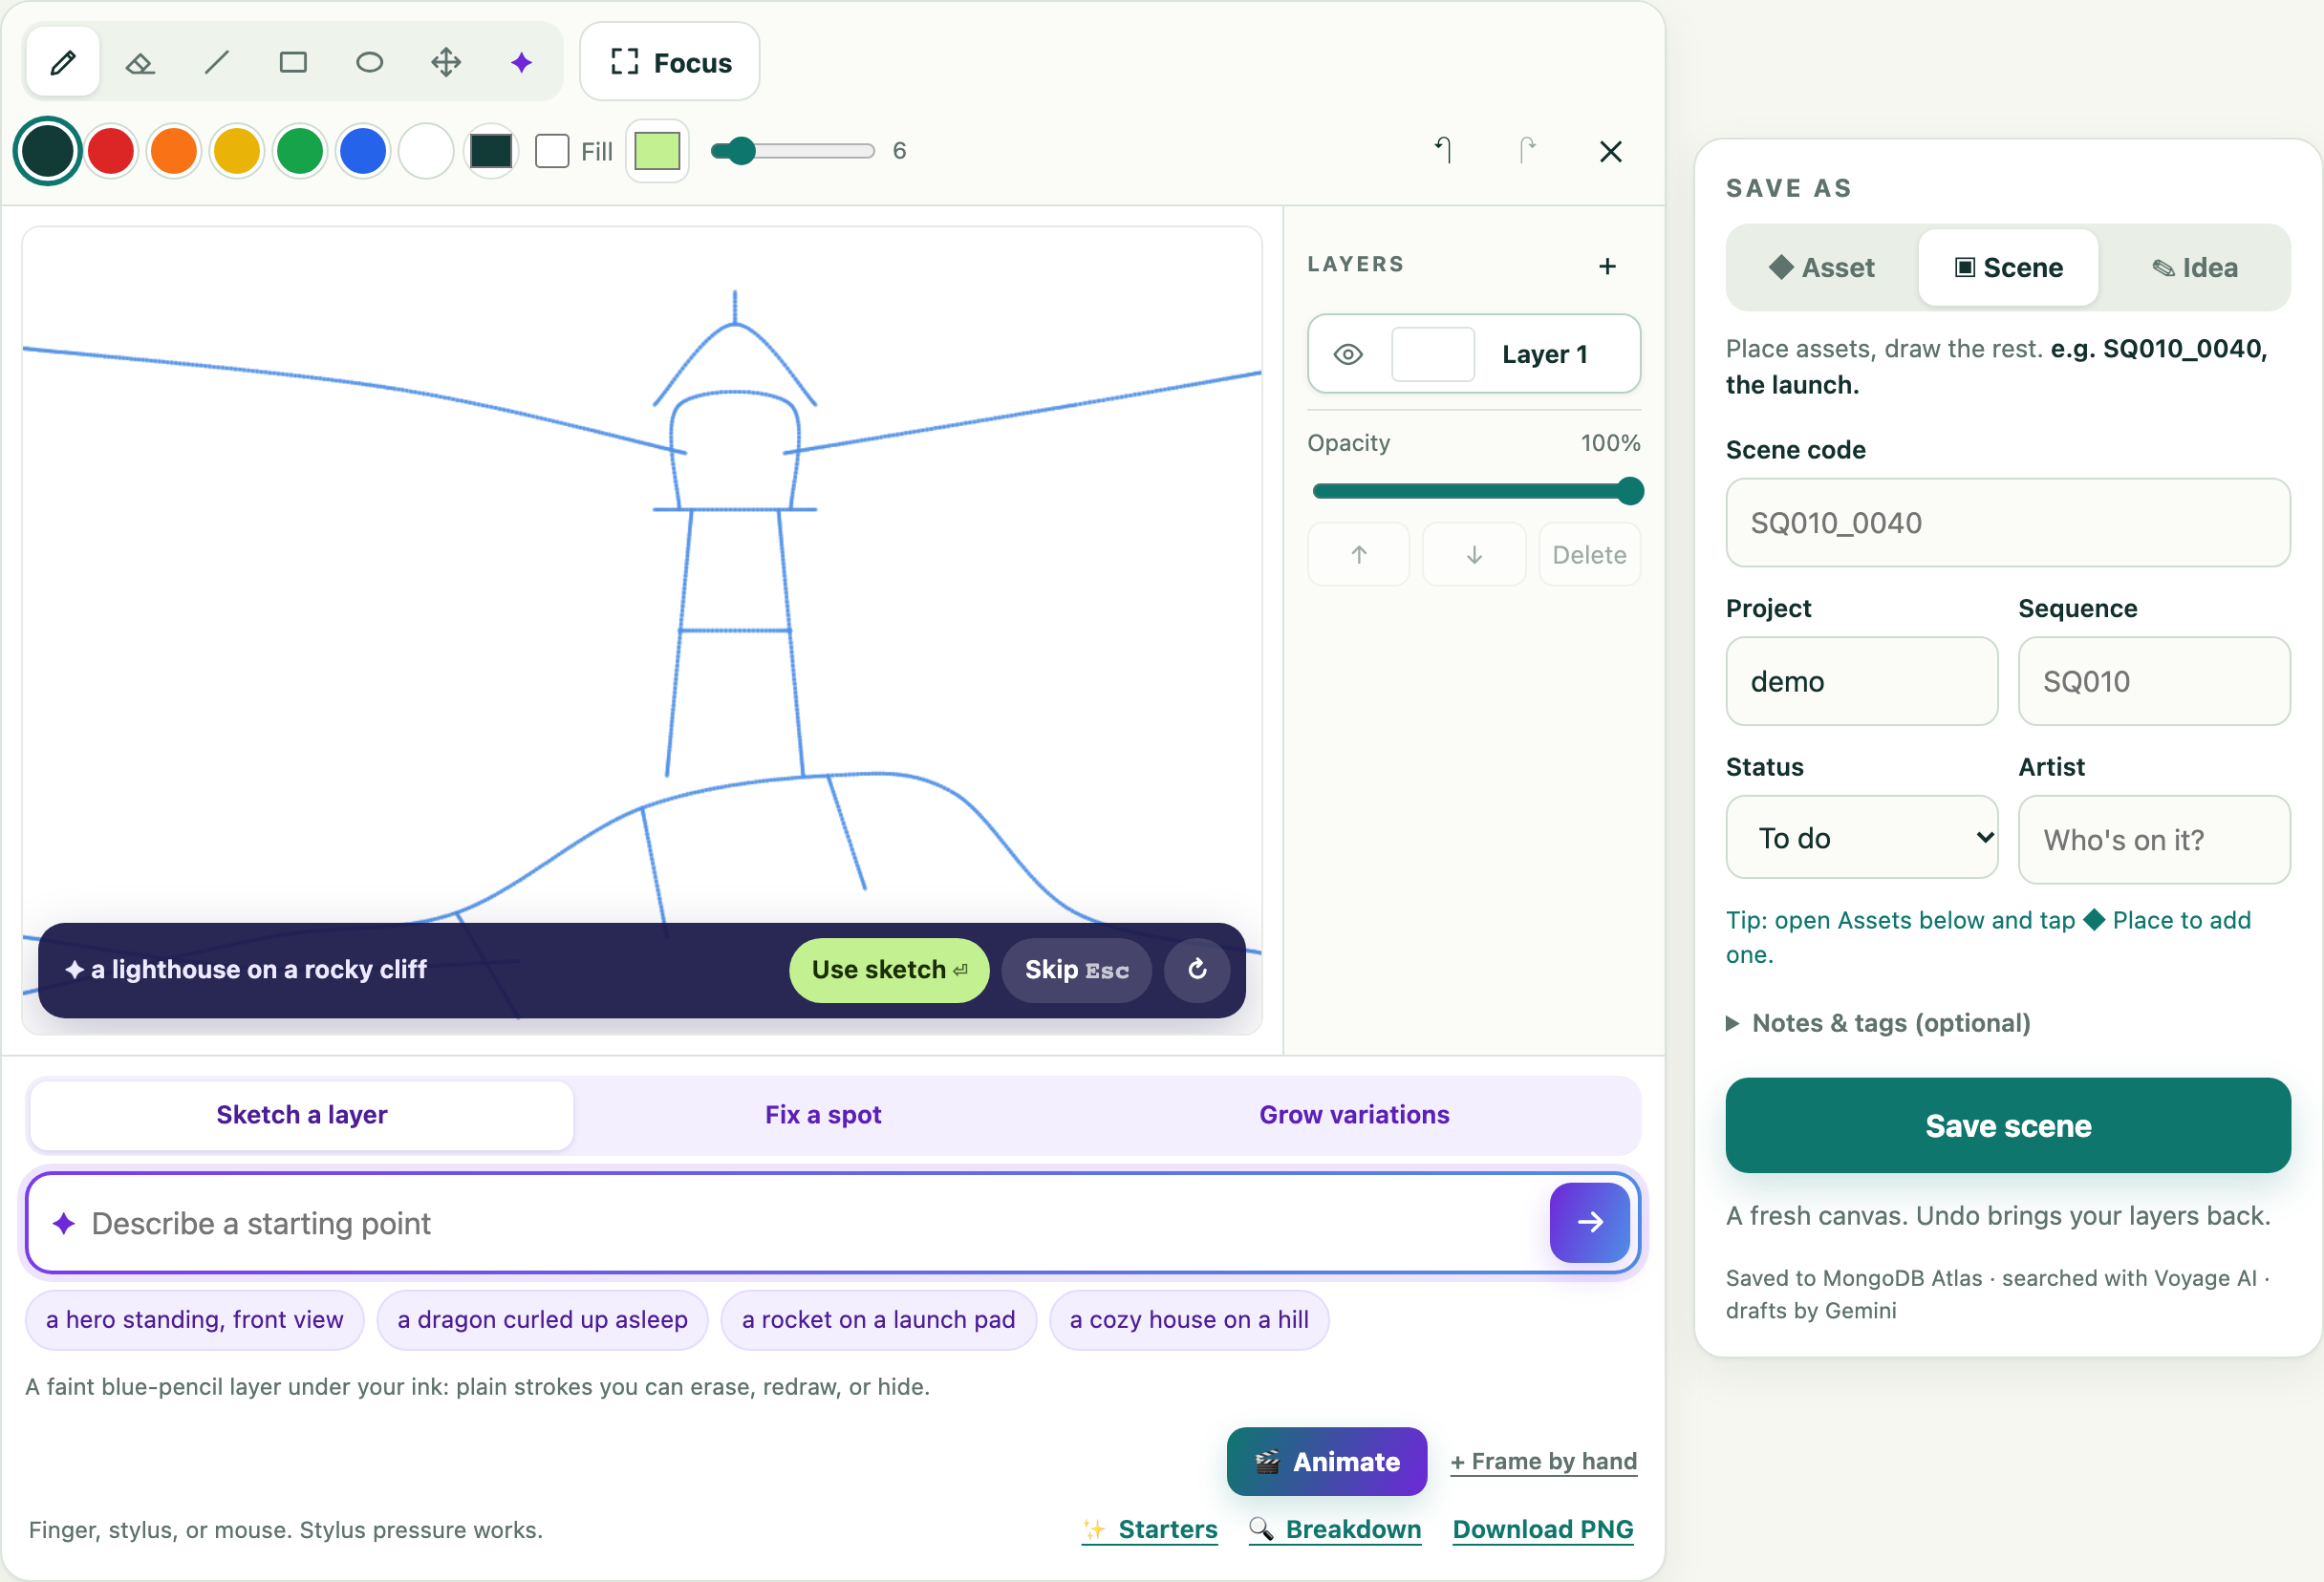 Focus
Fill
6
LAYERS
+
Layer 1
Opacity 100%
↑ ↓ Delete
✦ a lighthouse on a rocky cliff
Use sketch ⏎
Skip Esc
↻
Sketch a layer
Fix a spot
Grow variations
Describe a starting point
a hero standing, front view
a dragon curled up asleep
a rocket on a launch pad
a cozy house on a hill
A faint blue-pencil layer under your ink: plain strokes you can erase, redraw, or hide.
🎬 Animate
+ Frame by hand
Finger, stylus, or mouse. Stylus pressure works.
✨ Starters
🔍 Breakdown
Download PNG
SAVE AS
◆ Asset
▣ Scene
✎ Idea
Place assets, draw the rest. e.g. SQ010_0040,
the launch.
Scene code
SQ010_0040
Project
Sequence
demo
SQ010
Status
Artist
To do
Who's on it?
Tip: open Assets below and tap ◆ Place to add
one.
▶ Notes & tags (optional)
Save scene
A fresh canvas. Undo brings your layers back.
Saved to MongoDB Atlas · searched with Voyage AI ·
drafts by Gemini